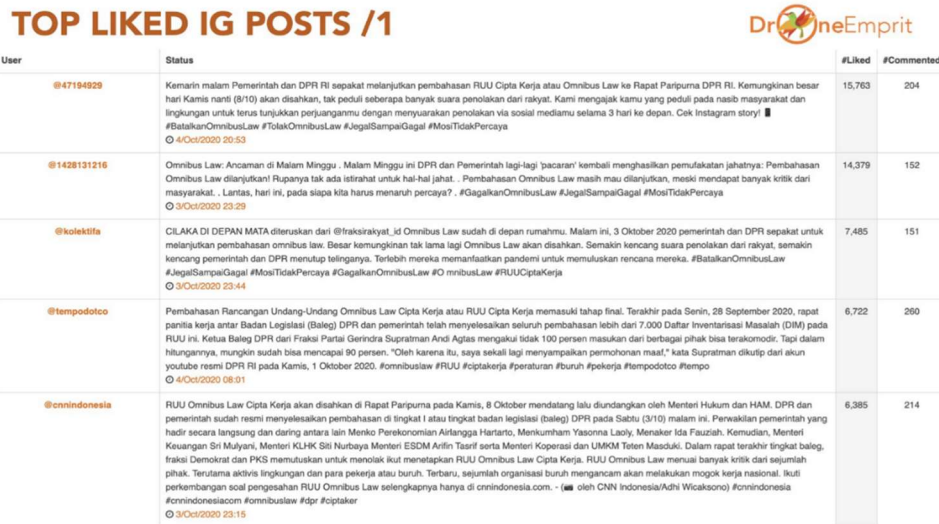 TOP LIKED IG POSTS /1
Dr neEmprit
User Status #Liked #Commented
@47194929 Kemarin malam Pemerintah dan DPR RI sepakat melanjutkan pembahasan RUU Cipta Kerja atau Omnibus Law ke Rapat Paripurna DPR RI. Kemungkinan besar 15,763 204
hari Kamis nanti (8/10) akan disahkan, tak peduli seberapa banyak suara penolakan dari rakyat. Kami mengajak kamu yang peduli pada nasib masyarakat dan
lingkungan untuk terus tunjukkan perjuanganmu dengan menyuarakan penolakan via sosial mediamu selama 3 hari ke depan. Cek Instagram story!
#BatalkanOmnibusLaw #TolakOmnibusLaw #JegalSampaiGagal #MosiTidakPercaya
4/Oct/2020 20:53
@1428131216 Omnibus Law: Ancaman di Malam Minggu . Malam Minggu ini DPR dan Pemerintah lagi-lagi 'pacaran' kembali menghasilkan pemufakatan jahatnya: Pembahasan 14,379 152
Omnibus Law dilanjutkan! Rupanya tak ada istirahat untuk hal-hal jahat. . Pembahasan Omnibus Law masih mau dilanjutkan, meski mendapat banyak kritik dari
masyarakat. . Lantas, hari ini, pada siapa kita harus menaruh percaya? . #GagalkanOmnibusLaw #JegalSampaiGagal #MosiTidakPercaya
3/Oct/2020 23:29
@kolektifa CILAKA DI DEPAN MATA diteruskan dari @fraksirakyat_id Omnibus Law sudah di depan rumahmu. Malam ini, 3 Oktober 2020 pemerintah dan DPR sepakat untuk 7,485 151
melanjutkan pembahasan omnibus law. Besar kemungkinan tak lama lagi Omnibus Law akan disahkan. Semakin kencang suara penolakan dari rakyat, semakin
kencang pemerintah dan DPR menutup telinganya. Terlebih mereka memanfaatkan pandemi untuk memuluskan rencana mereka. #BatalkanOmnibusLaw
#JegalSampaiGagal #MosiTidakPercaya #GagalkanOmnibusLaw #O mnibusLaw #RUUCiptaKerja
3/Oct/2020 23:44
@tempodotco Pembahasan Rancangan Undang-Undang Omnibus Law Cipta Kerja atau RUU Cipta Kerja memasuki tahap final. Terakhir pada Senin, 28 September 2020, rapat 6,722 260
panitia kerja antar Badan Legislasi (Baleg) DPR dan pemerintah telah menyelesaikan seluruh pembahasan lebih dari 7.000 Daftar Inventarisasi Masalah (DIM) pada
RUU ini. Ketua Baleg DPR dari Fraksi Partai Gerindra Supratman Andi Agtas mengakui tidak 100 persen masukan dari berbagai pihak bisa terakomodir. Tapi dalam
hitungannya, mungkin sudah bisa mencapai 90 persen. "Oleh karena itu, saya sekali lagi menyampaikan permohonan maaf," kata Supratman dikutip dari akun
youtube resmi DPR RI pada Kamis, 1 Oktober 2020. #omnibuslaw #RUU #ciptakerja #peraturan #buruh #pekerja #tempodotco #tempo
4/Oct/2020 08:01
@cnnindonesia RUU Omnibus Law Cipta Kerja akan disahkan di Rapat Paripurna pada Kamis, 8 Oktober mendatang lalu diundangkan oleh Menteri Hukum dan HAM. DPR dan 6,385 214
pemerintah sudah resmi menyelesaikan pembahasan di tingkat I atau tingkat badan legislasi (baleg) DPR pada Sabtu (3/10) malam ini. Perwakilan pemerintah yang
hadir secara langsung dan daring antara lain Menko Perekonomian Airlangga Hartarto, Menkumham Yasonna Laoly, Menaker Ida Fauziah. Kemudian, Menteri
Keuangan Sri Mulyani, Menteri KLHK Siti Nurbaya Menteri ESDM Arifin Tasrif serta Menteri Koperasi dan UMKM Teten Masduki. Dalam rapat terakhir tingkat baleg,
fraksi Demokrat dan PKS memutuskan untuk menolak ikut menetapkan RUU Omnibus Law Cipta Kerja. RUU Omnibus Law menuai banyak kritik dari sejumlah
pihak. Terutama aktivis lingkungan dan para pekerja atau buruh. Terbaru, sejumlah organisasi buruh mengancam akan melakukan mogok kerja nasional. Ikuti
perkembangan soal pengesahan RUU Omnibus Law selengkapnya hanya di cnnindonesia.com. - (📷 oleh CNN Indonesia/Adhi Wicaksono) #cnnindonesia
#cnnindonesiacom #omnibuslaw #dpr #ciptaker
3/Oct/2020 23:15